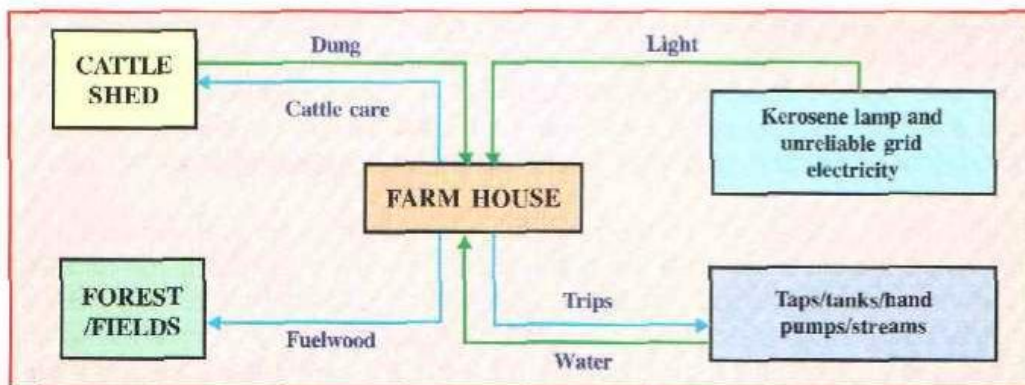 Dung
Light
CATTLE
SHED
Cattle care
Kerosene lamp and
unreliable grid
electricity
FARM HOUSE
FOREST
/FIELDS
Fuelwood
Trips
Water
Taps/tanks/hand
pumps/streams